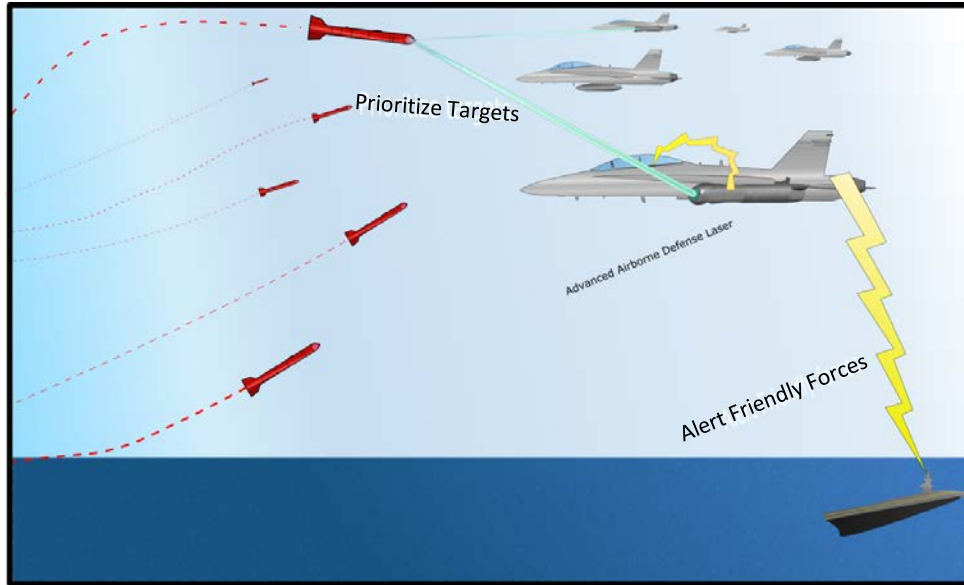 Prioritize Targets
Advanced Airborne Defense Laser
Alert Friendly Forces